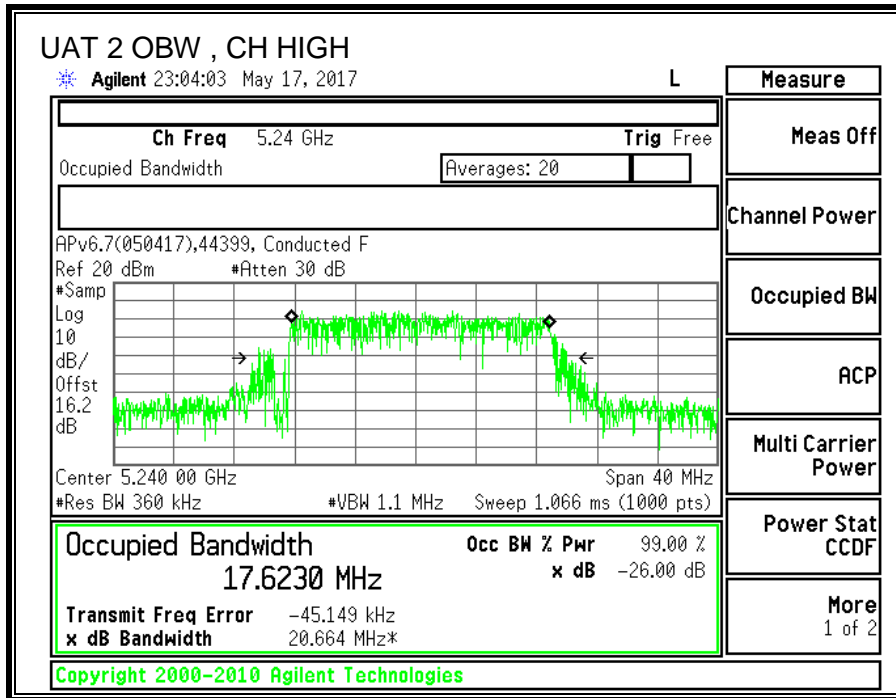 UAT 2 OBW , CH HIGH
Agilent 23:04:03 May 17, 2017 L
Measure
Ch Freq 5.24 GHz Trig Free
Meas Off
Occupied Bandwidth Averages: 20
Channel Power
APv6.7(050417),44399, Conducted F
Ref 20 dBm #Atten 30 dB
#Samp
Log
10
dB/
Offst
16.2
dB
Occupied BW
ACP
Multi Carrier
Power
Center 5.240 00 GHz Span 40 MHz
#Res BW 360 kHz #VBW 1.1 MHz Sweep 1.066 ms (1000 pts)
Power Stat
CCDF
Occupied Bandwidth Occ BW % Pwr 99.00 %
17.6230 MHz x dB -26.00 dB
Transmit Freq Error -45.149 kHz
x dB Bandwidth 20.664 MHz*
More
1 of 2
Copyright 2000-2010 Agilent Technologies